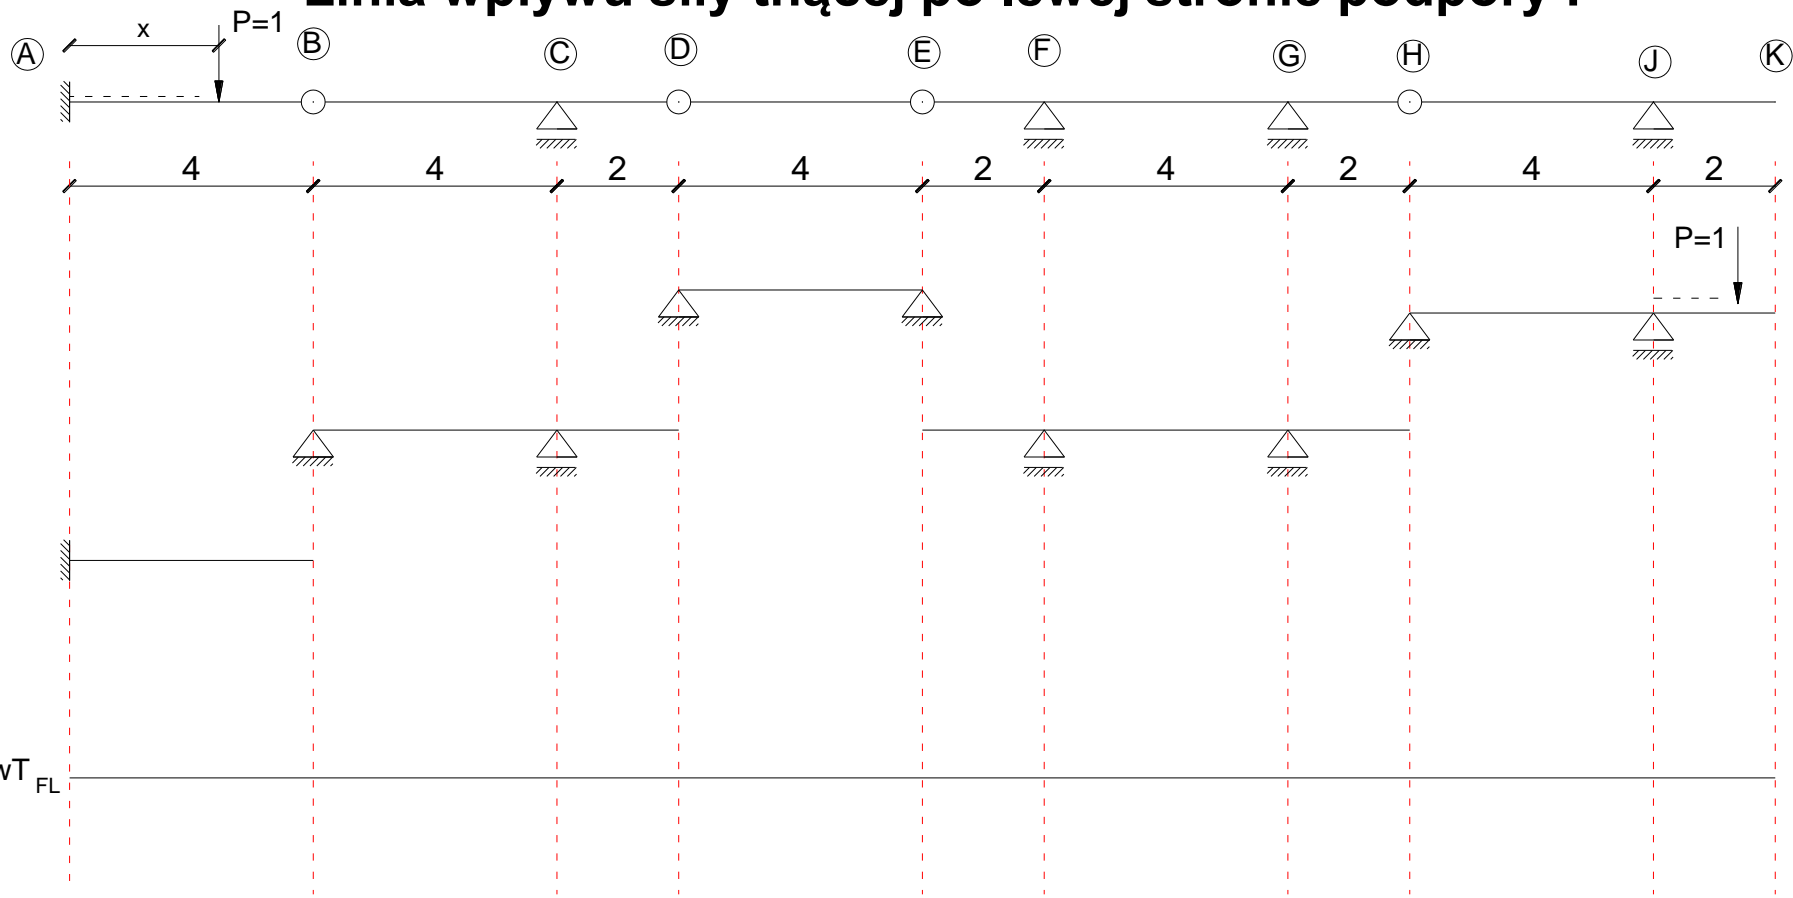 Linia wpływu siły tnącej po lewej stronie podpory F
x P=1
A B C D E F G H J K
4 4 2 4 2 4 2 4 2
P=1
wT FL